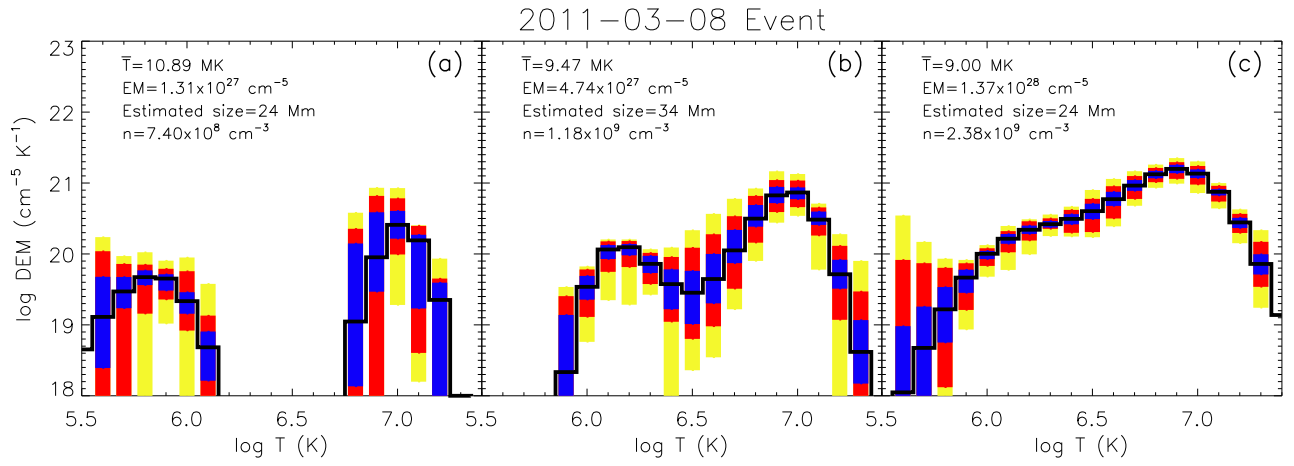 2011-03-08 Event
(a)
T̅=10.89 MK
EM=1.31x10²⁷ cm⁻⁵
Estimated size=24 Mm
n=7.40x10⁸ cm⁻³
(b)
T̅=9.47 MK
EM=4.74x10²⁷ cm⁻⁵
Estimated size=34 Mm
n=1.18x10⁹ cm⁻³
(c)
T̅=9.00 MK
EM=1.37x10²⁸ cm⁻⁵
Estimated size=24 Mm
n=2.38x10⁹ cm⁻³
log DEM (cm⁻⁵ K⁻¹)
23
22
21
20
19
18
5.5 6.0 6.5 7.0 5.5 6.0 6.5 7.0 5.5 6.0 6.5 7.0
log T (K) log T (K) log T (K)